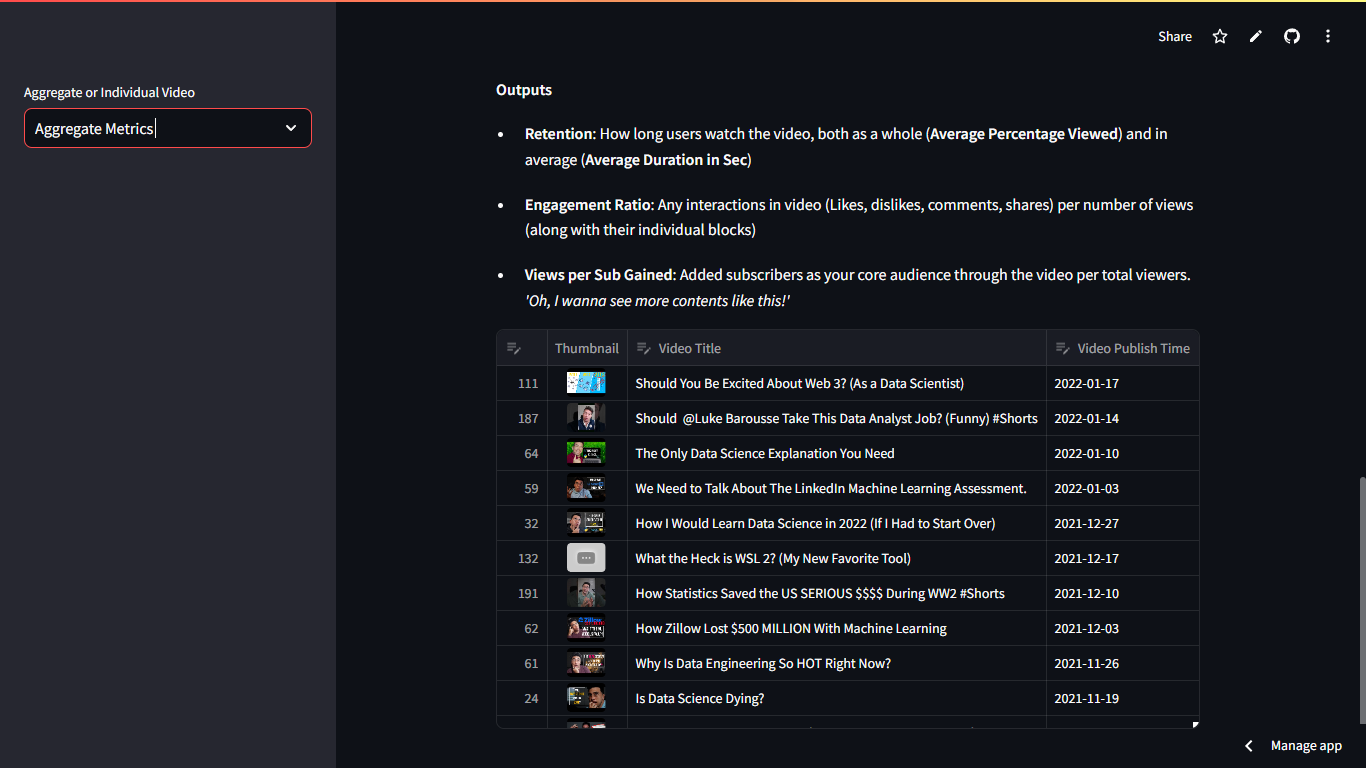 Share
Aggregate or Individual Video
Aggregate Metrics
Outputs
Retention: How long users watch the video, both as a whole (Average Percentage Viewed) and in
average (Average Duration in Sec)
Engagement Ratio: Any interactions in video (Likes, dislikes, comments, shares) per number of views
(along with their individual blocks)
Views per Sub Gained: Added subscribers as your core audience through the video per total viewers.
'Oh, I wanna see more contents like this!'
Thumbnail Video Title Video Publish Time
111 Should You Be Excited About Web 3? (As a Data Scientist) 2022-01-17
187 Should @Luke Barousse Take This Data Analyst Job? (Funny) #Shorts 2022-01-14
64 The Only Data Science Explanation You Need 2022-01-10
59 We Need to Talk About The LinkedIn Machine Learning Assessment. 2022-01-03
32 How I Would Learn Data Science in 2022 (If I Had to Start Over) 2021-12-27
132 What the Heck is WSL 2? (My New Favorite Tool) 2021-12-17
191 How Statistics Saved the US SERIOUS $$$$ During WW2 #Shorts 2021-12-10
62 How Zillow Lost $500 MILLION With Machine Learning 2021-12-03
61 Why Is Data Engineering So HOT Right Now? 2021-11-26
24 Is Data Science Dying? 2021-11-19
Manage app